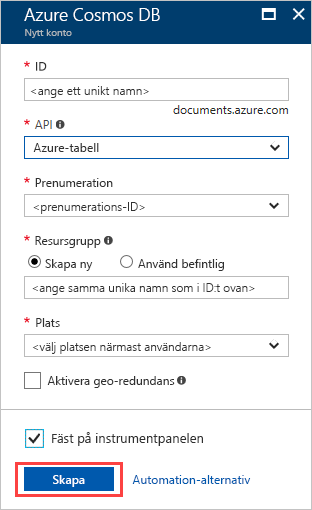 Azure Cosmos DB
Nytt konto
* ID
<ange ett unikt namn>
documents.azure.com
* API
Azure-tabell
* Prenumeration
<prenumerations-ID>
* Resursgrupp
Skapa ny Använd befintlig
<ange samma unika namn som i ID:t ovan>
* Plats
<välj platsen närmast användarna>
Aktivera geo-redundans
Fäst på instrumentpanelen
Skapa Automation-alternativ